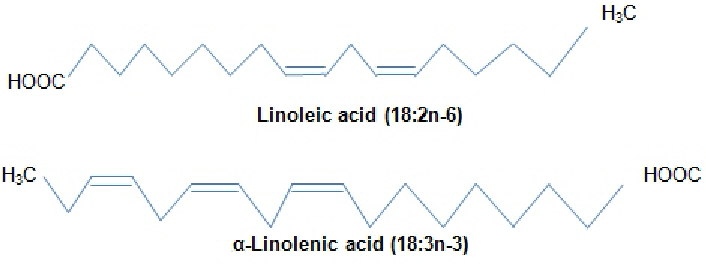 H₃C
HOOC
Linoleic acid (18:2n-6)
H₃C
HOOC
α-Linolenic acid (18:3n-3)